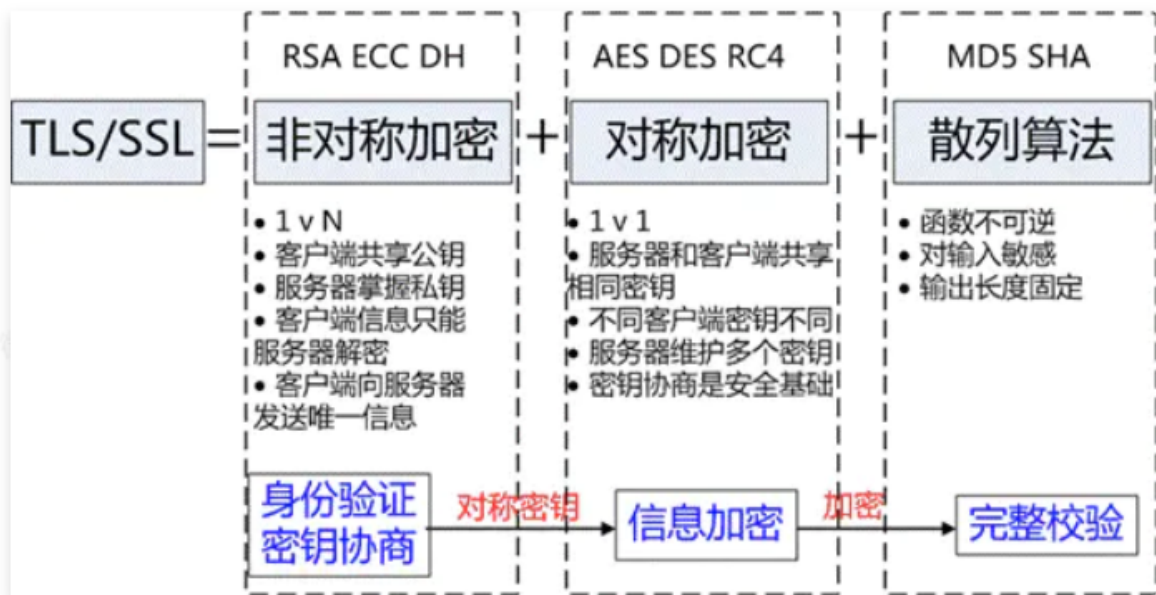 RSA ECC DH
AES DES RC4
MD5 SHA
TLS/SSL
=
非对称加密
+
对称加密
+
散列算法
• 1 v N
• 客户端共享公钥
• 服务器掌握私钥
• 客户端信息只能
服务器解密
• 客户端向服务器
发送唯一信息
• 1 v 1
• 服务器和客户端共享
相同密钥
• 不同客户端密钥不同
• 服务器维护多个密钥
• 密钥协商是安全基础
• 函数不可逆
• 对输入敏感
• 输出长度固定
身份验证
密钥协商
对称密钥
信息加密
加密
完整校验